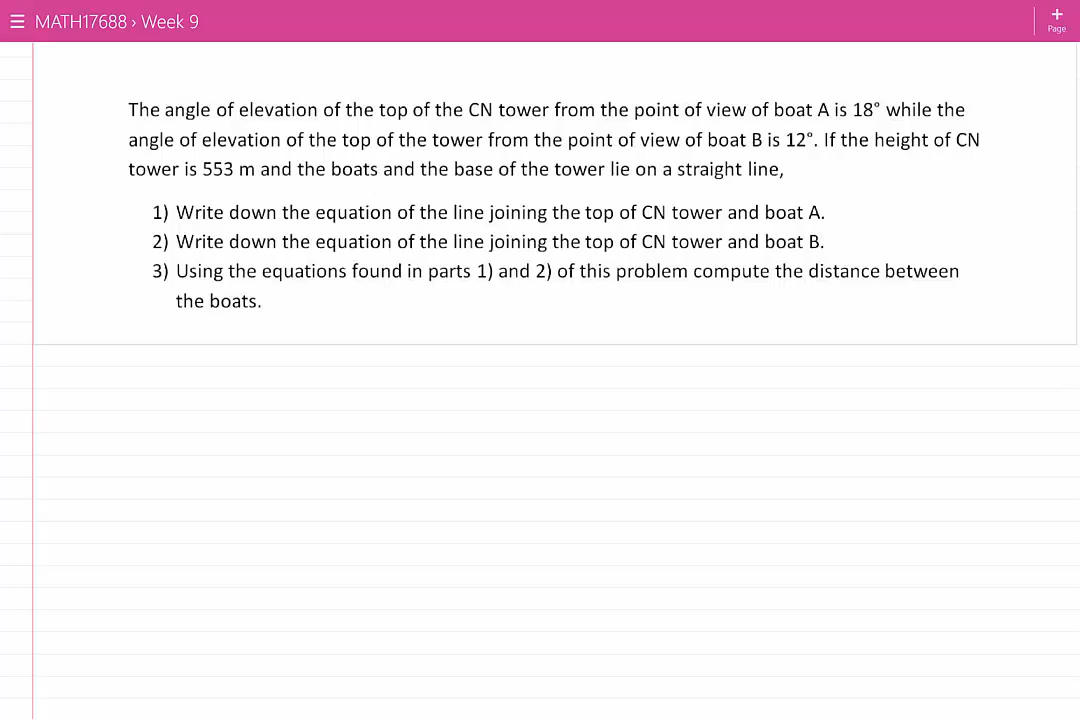 ☰ MATH17688 › Week 9
+
Page
The angle of elevation of the top of the CN tower from the point of view of boat A is 18° while the
angle of elevation of the top of the tower from the point of view of boat B is 12°. If the height of CN
tower is 553 m and the boats and the base of the tower lie on a straight line,
1) Write down the equation of the line joining the top of CN tower and boat A.
2) Write down the equation of the line joining the top of CN tower and boat B.
3) Using the equations found in parts 1) and 2) of this problem compute the distance between
the boats.